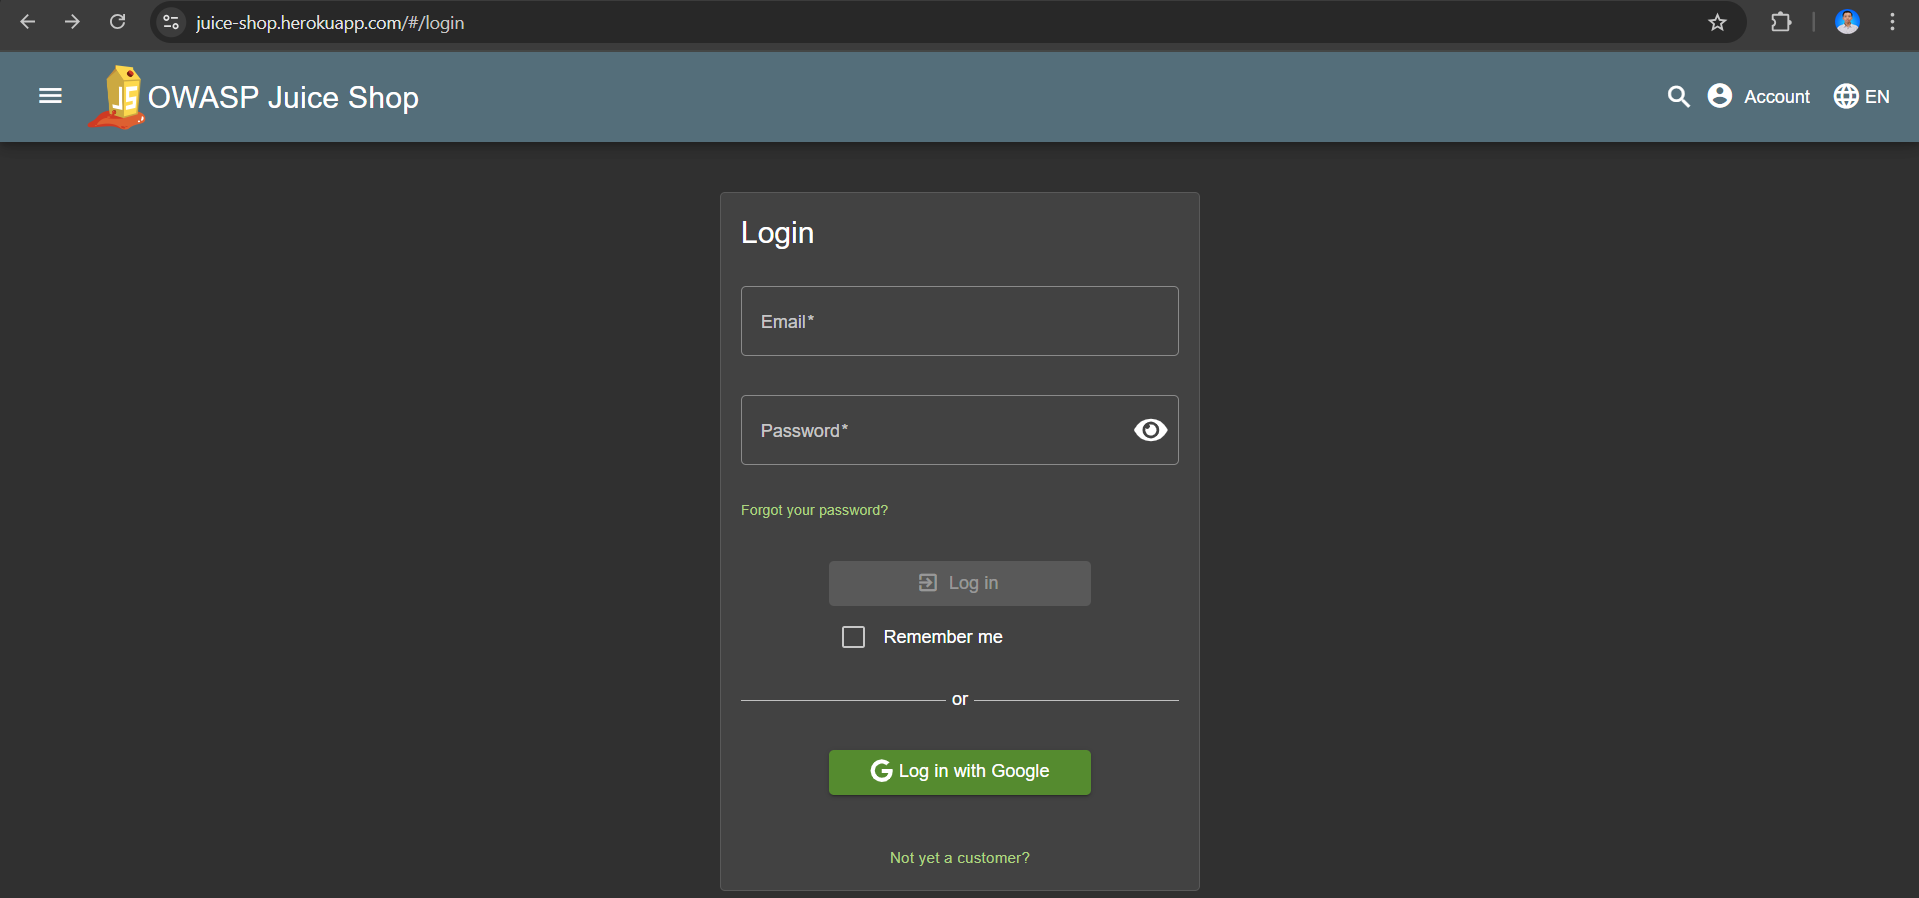 juice-shop.herokuapp.com/#/login
JS
OWASP Juice Shop
Account
EN
Login
Email*
Password*
Forgot your password?
Log in
Remember me
or
G Log in with Google
Not yet a customer?